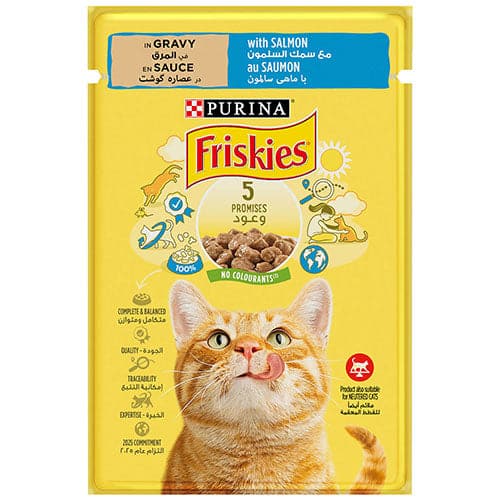 IN GRAVY
في المرق
EN SAUCE
در عصاره گوشت
with SALMON
مع سمك السلمون
au SAUMON
با ماهی سالمون
PURINA
Friskies
5
PROMISES
وعود
100%
NO COLOURANTS(1)
COMPLETE & BALANCED
متكامل ومتوازن
QUALITY - الجودة
TRACEABILITY
إمكانية التتبع
EXPERTISE - الخبرة
2025 COMMITMENT
التزام عام ٢٠٢٥
Product also suitable
for NEUTERED CATS
ملائم أيضاً
للقطط المعقمة